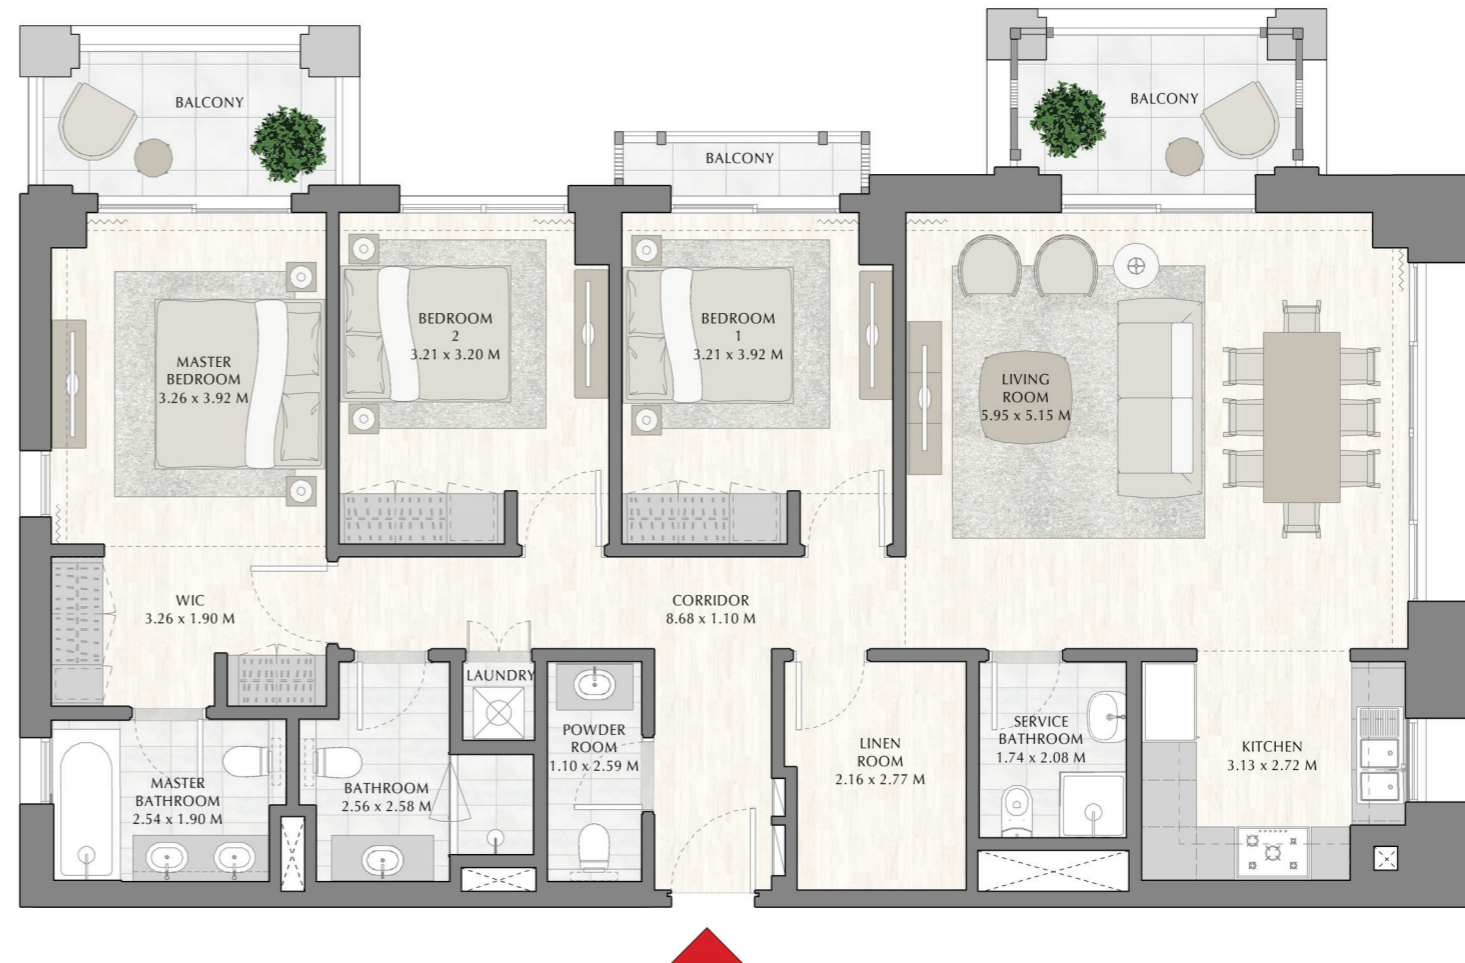 BALCONY
BALCONY
BALCONY
MASTER
BEDROOM
3.26 x 3.92 M
BEDROOM
2
3.21 x 3.20 M
BEDROOM
1
3.21 x 3.92 M
LIVING
ROOM
5.95 x 5.15 M
WIC
3.26 x 1.90 M
CORRIDOR
8.68 x 1.10 M
LAUNDRY
MASTER
BATHROOM
2.54 x 1.90 M
BATHROOM
2.56 x 2.58 M
POWDER
ROOM
1.10 x 2.59 M
LINEN
ROOM
2.16 x 2.77 M
SERVICE
BATHROOM
1.74 x 2.08 M
KITCHEN
3.13 x 2.72 M